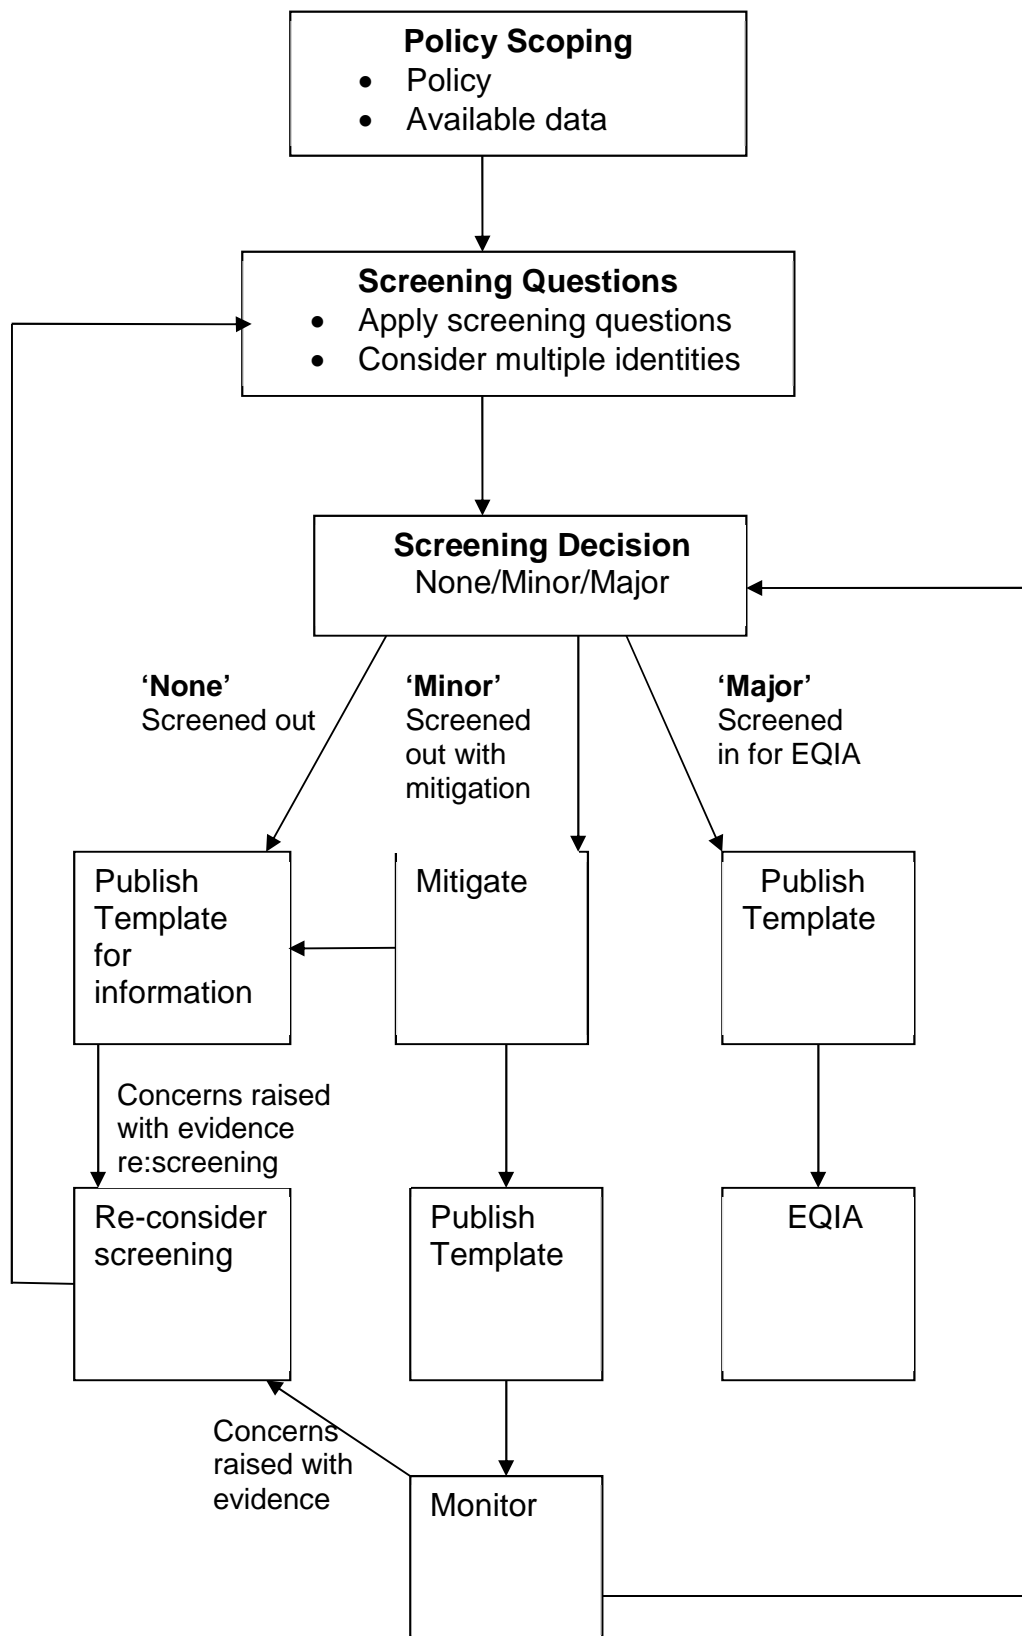 Policy Scoping
• Policy
• Available data
Screening Questions
• Apply screening questions
• Consider multiple identities
Screening Decision
None/Minor/Major
‘None’
Screened out
‘Minor’
Screened
out with
mitigation
‘Major’
Screened
in for EQIA
Publish
Template
for
information
Mitigate
Publish
Template
Concerns raised
with evidence
re:screening
Re-consider
screening
Publish
Template
EQIA
Concerns
raised with
evidence
Monitor